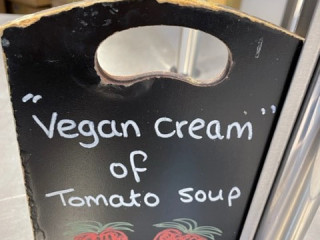 "Vegan Cream"
of
Tomato soup